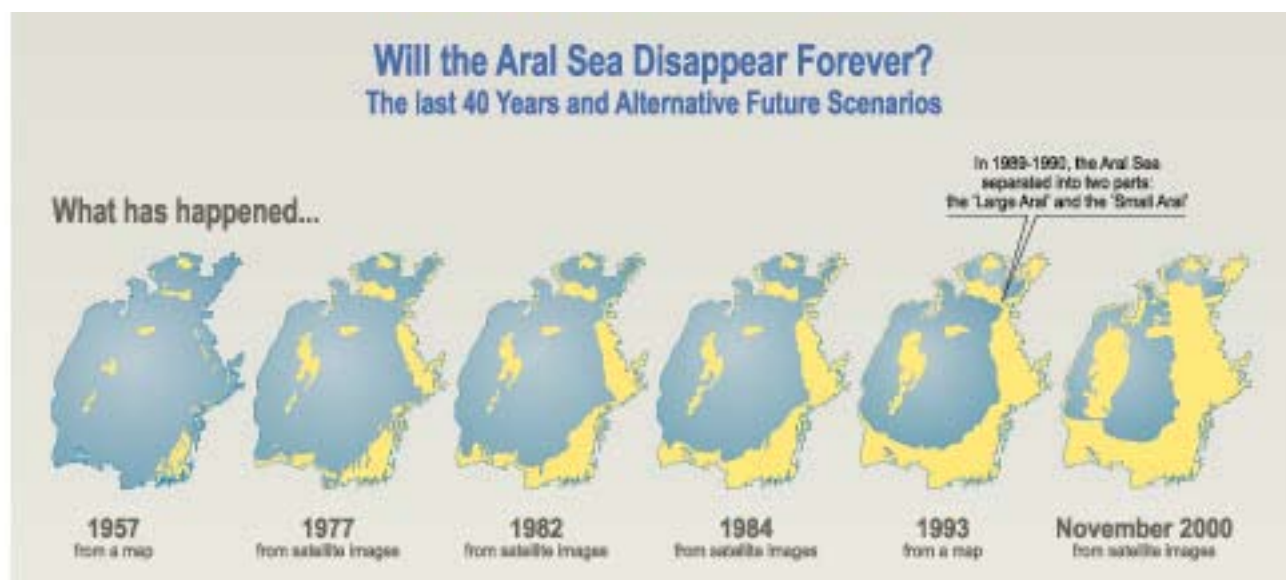 Will the Aral Sea Disappear Forever?
The last 40 Years and Alternative Future Scenarios
In 1989-1990, the Aral Sea
separated into two parts:
the 'Large Aral' and the 'Small Aral'
What has happened...
1957
from a map
1977
from satellite images
1982
from satellite images
1984
from satellite images
1993
from a map
November 2000
from satellite images